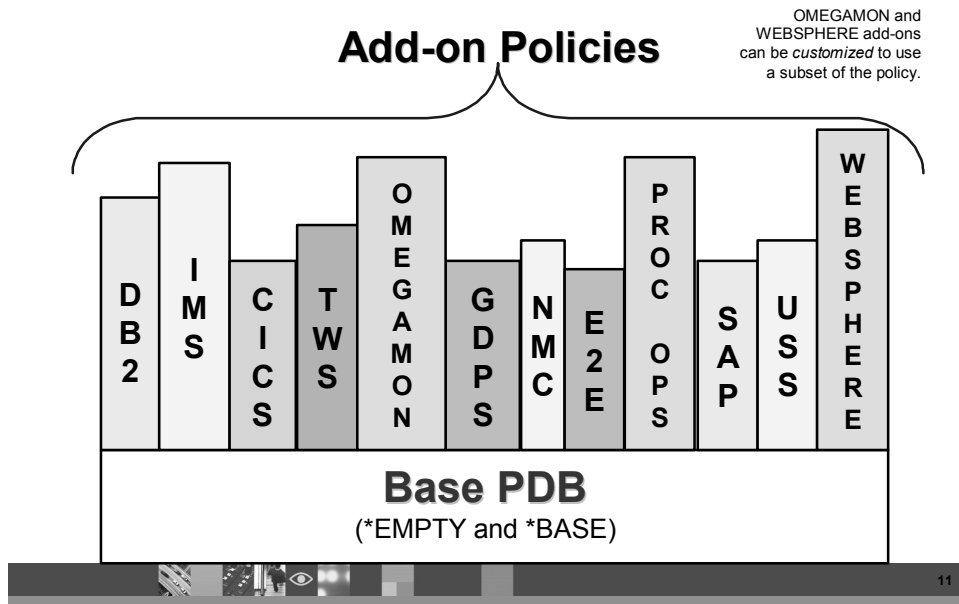 Add-on Policies
OMEGAMON and
WEBSPHERE add-ons
can be customized to use
a subset of the policy.
DB2
IMS
CICS
TWS
OMEGAMON
GDPS
NMC
E2E
PROC OPS
SAP
USS
WEBSPHERE
Base PDB
(*EMPTY and *BASE)
11